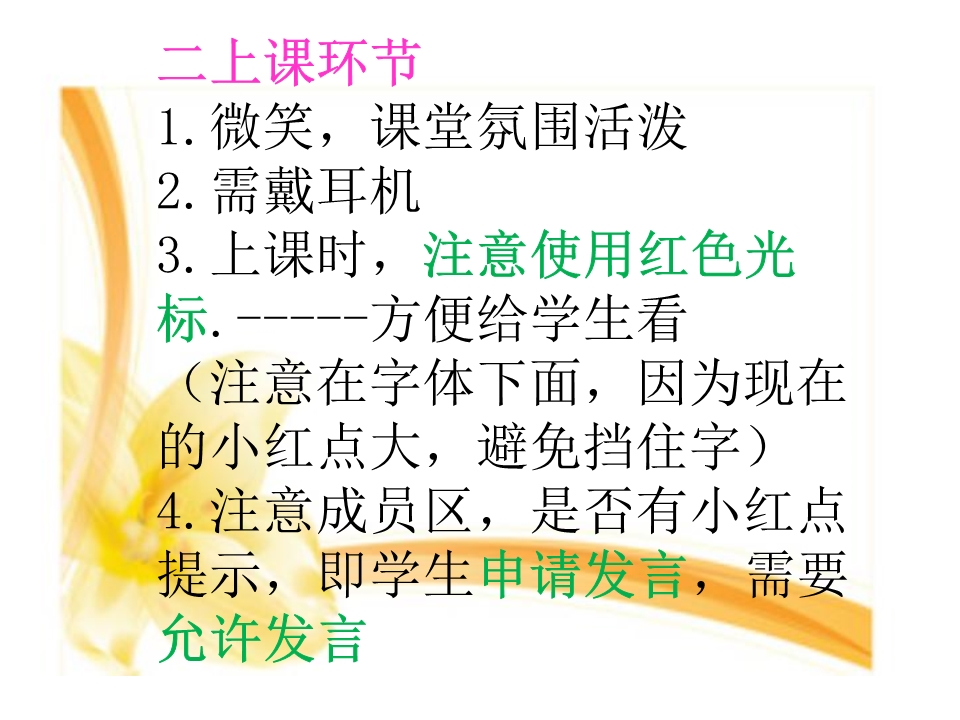 二上课环节
1.微笑，课堂氛围活泼
2.需戴耳机
3.上课时，注意使用红色光
标.-----方便给学生看
（注意在字体下面，因为现在
的小红点大，避免挡住字）
4.注意成员区，是否有小红点
提示，即学生申请发言，需要
允许发言